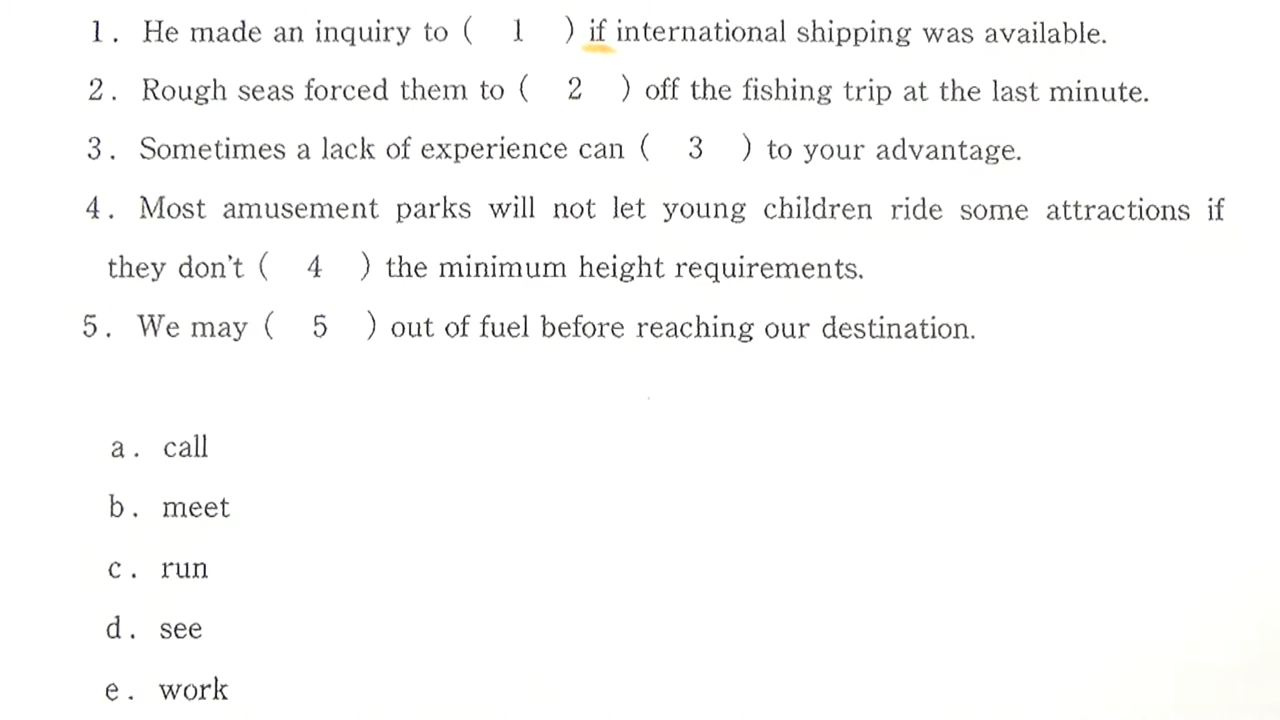 1. He made an inquiry to ( 1 ) if international shipping was available.
2. Rough seas forced them to ( 2 ) off the fishing trip at the last minute.
3. Sometimes a lack of experience can ( 3 ) to your advantage.
4. Most amusement parks will not let young children ride some attractions if
they don't ( 4 ) the minimum height requirements.
5. We may ( 5 ) out of fuel before reaching our destination.
a. call
b. meet
c. run
d. see
e. work